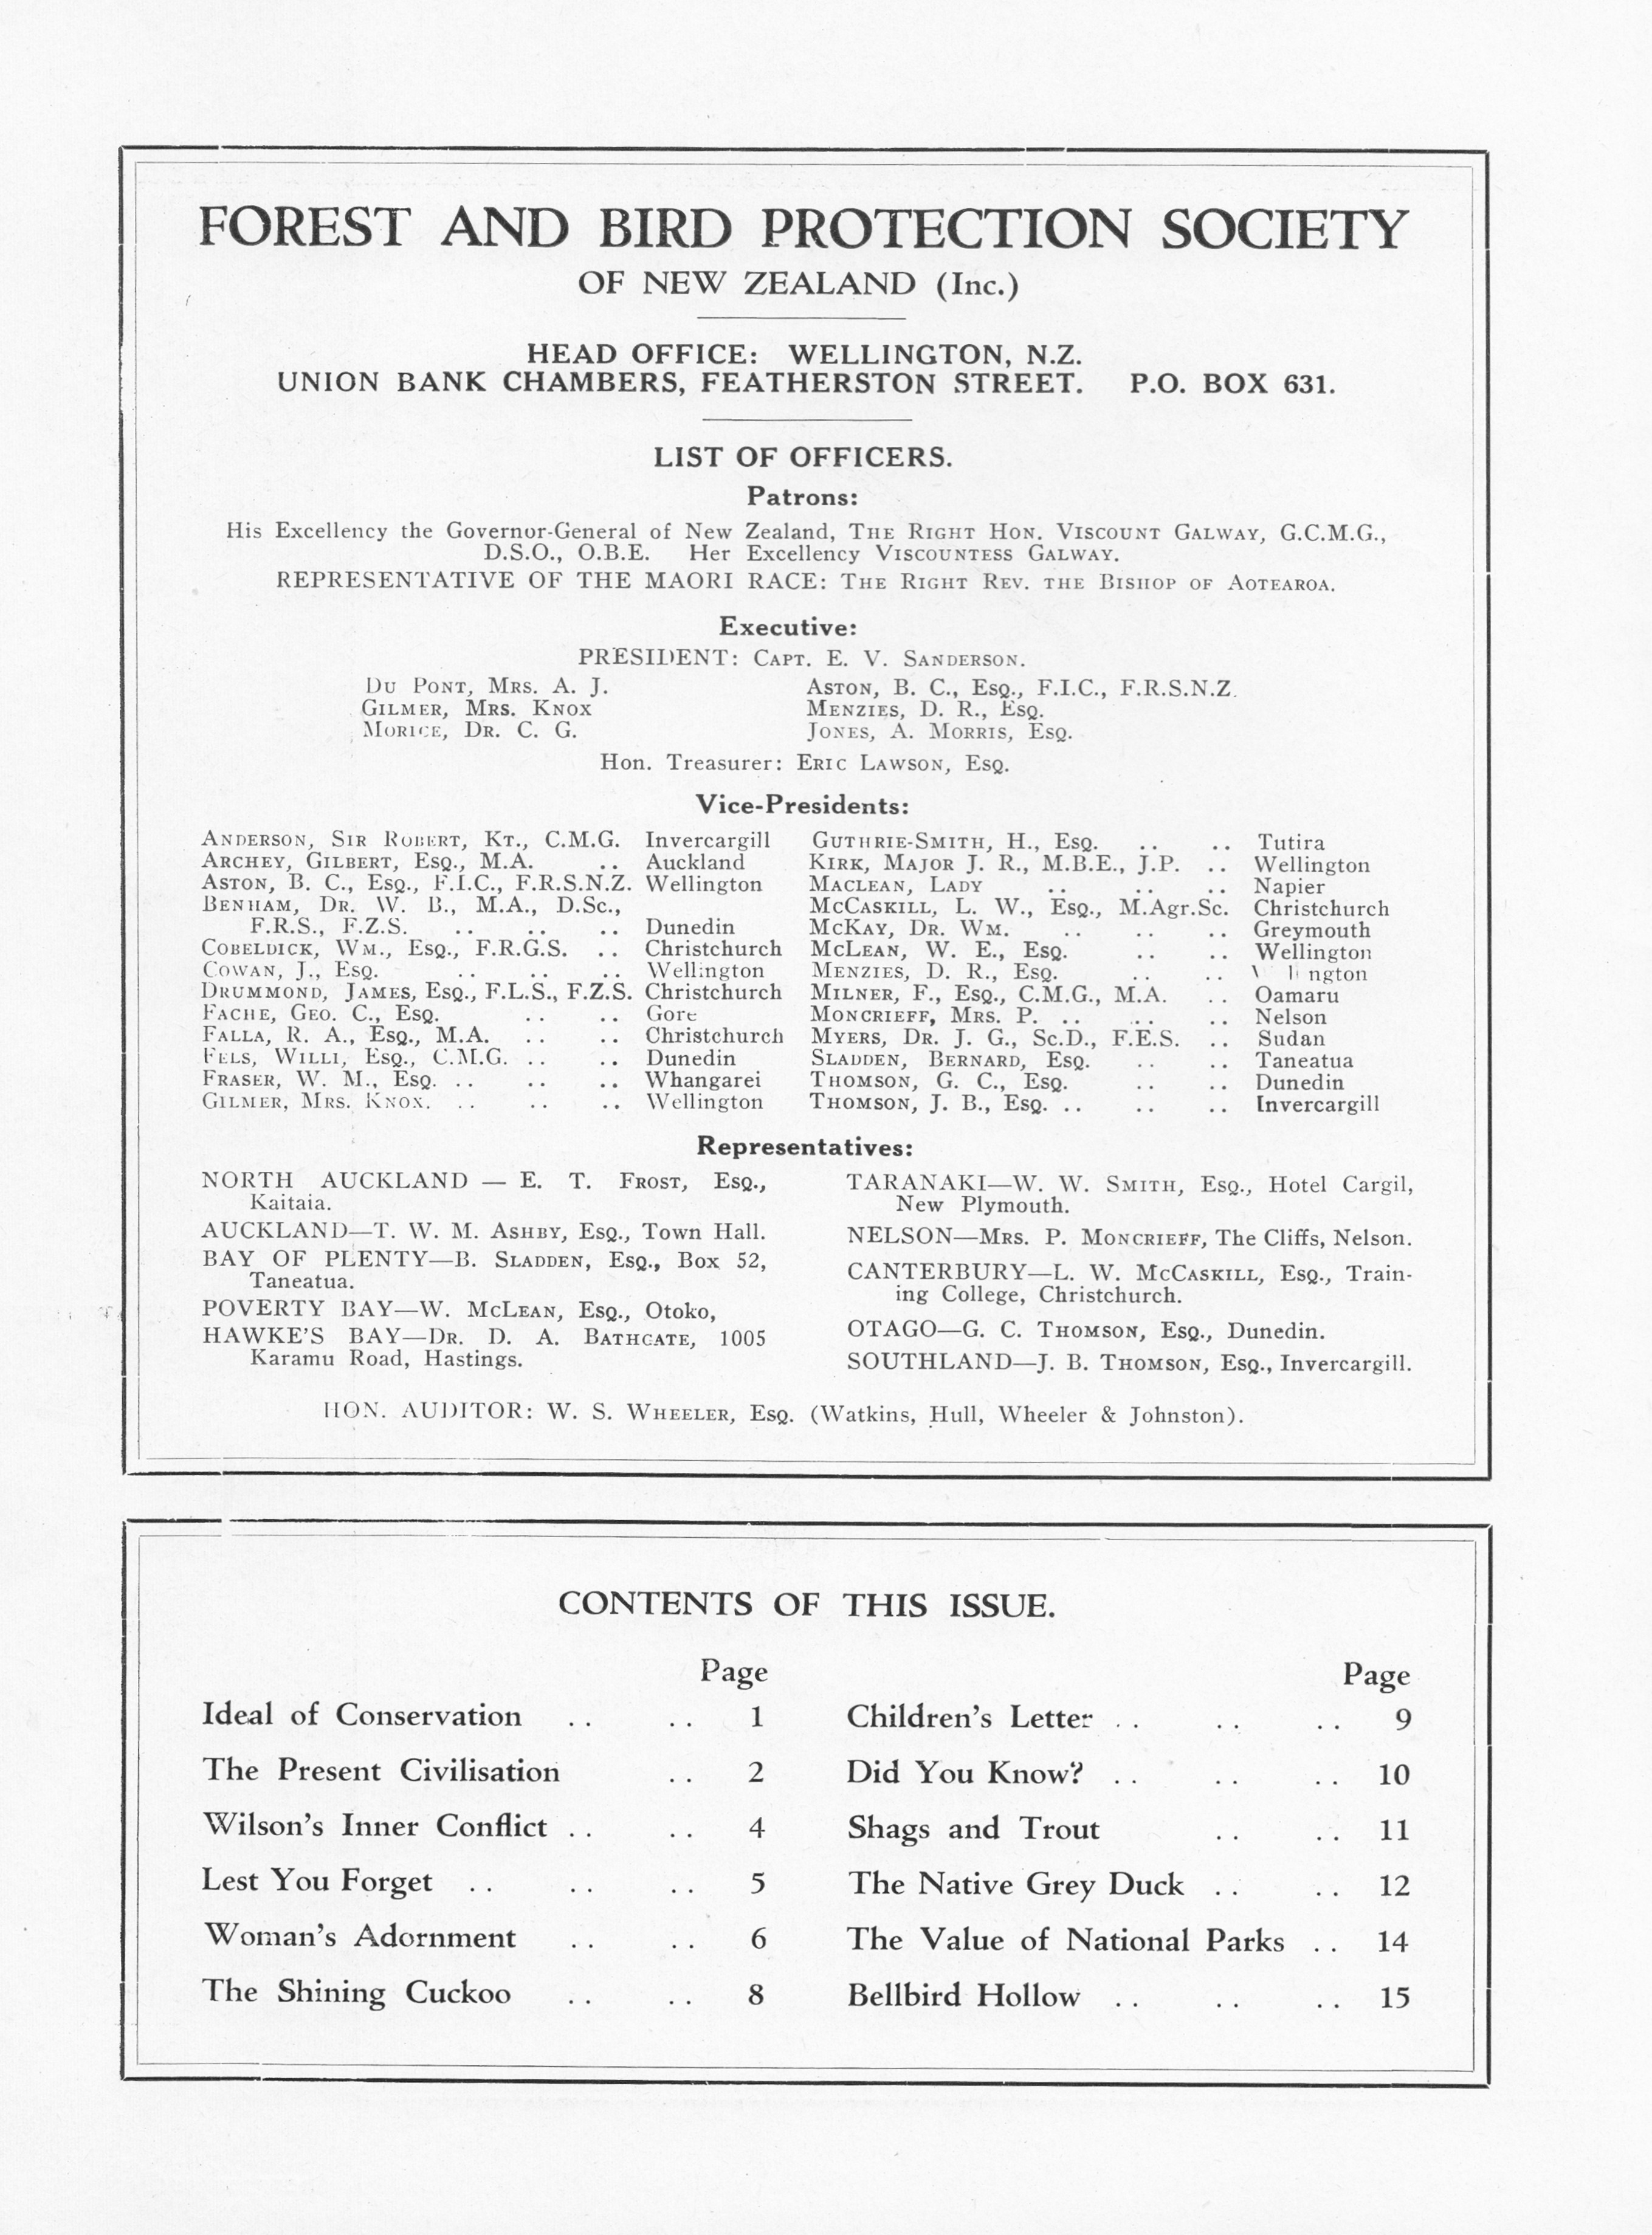 FOREST AND BIRD PROTECTION SOCIETY
OF NEW ZEALAND (Inc.)
HEAD OFFICE: WELLINGTON, N.Z.
UNION BANK CHAMBERS, FEATHERSTON STREET. P.O. BOX 631.
LIST OF OFFICERS.
Patrons:
His Excellency the Governor-General of New Zealand, THE RIGHT HON. VISCOUNT GALWAY, G.C.M.G.,
D.S.O., O.B.E. Her Excellency VISCOUNTESS GALWAY.
REPRESENTATIVE OF THE MAORI RACE: THE RIGHT REV. THE BISHOP OF AOTEAROA.
Executive:
PRESIDENT: CAPT. E. V. SANDERSON.
DU PONT, MRS. A. J.
GILMER, MRS. KNOX
MORICE, DR. C. G.
ASTON, B. C., ESQ., F.I.C., F.R.S.N.Z.
MENZIES, D. R., ESQ.
JONES, A. MORRIS, ESQ.
Hon. Treasurer: ERIC LAWSON, ESQ.
Vice-Presidents:
ANDERSON, SIR ROBERT, KT., C.M.G. Invercargill
ARCHEY, GILBERT, ESQ., M.A. .. Auckland
ASTON, B. C., ESQ., F.I.C., F.R.S.N.Z. Wellington
BENHAM, DR. W. B., M.A., D.Sc.,
F.R.S., F.Z.S. .. .. .. Dunedin
COBELDICK, WM., ESQ., F.R.G.S. .. Christchurch
COWAN, J., ESQ. .. .. .. Wellington
DRUMMOND, JAMES, ESQ., F.L.S., F.Z.S. Christchurch
FACHE, GEO. C., ESQ. .. .. Gore
FALLA, R. A., ESQ., M.A. .. .. Christchurch
FELS, WILLI, ESQ., C.M.G. .. .. Dunedin
FRASER, W. M., ESQ. .. .. .. Whangarei
GILMER, MRS. KNOX. .. .. .. Wellington
GUTHRIE-SMITH, H., ESQ. .. .. Tutira
KIRK, MAJOR J. R., M.B.E., J.P. .. Wellington
MACLEAN, LADY .. .. .. Napier
MCCASKILL, L. W., ESQ., M.Agr.Sc. Christchurch
MCKAY, DR. WM. .. .. .. Greymouth
MCLEAN, W. E., ESQ. .. .. Wellington
MENZIES, D. R., ESQ. .. ..
MILNER, F., ESQ., C.M.G., M.A. .. Oamaru
MONCRIEFF, MRS. P. .. .. .. Nelson
MYERS, DR. J. G., Sc.D., F.E.S. .. Sudan
SLADDEN, BERNARD, ESQ. .. .. Taneatua
THOMSON, G. C., ESQ. .. .. Dunedin
THOMSON, J. B., ESQ. .. .. .. Invercargill
Representatives:
NORTH AUCKLAND — E. T. FROST, ESQ.,
Kaitaia.
AUCKLAND—T. W. M. ASHBY, ESQ., Town Hall.
BAY OF PLENTY—B. SLADDEN, ESQ., Box 52,
Taneatua.
POVERTY BAY—W. MCLEAN, ESQ., Otoko,
HAWKE'S BAY—DR. D. A. BATHGATE, 1005
Karamu Road, Hastings.
TARANAKI—W. W. SMITH, ESQ., Hotel Cargil,
New Plymouth.
NELSON—MRS. P. MONCRIEFF, The Cliffs, Nelson.
CANTERBURY—L. W. MCCASKILL, ESQ., Train-
ing College, Christchurch.
OTAGO—G. C. THOMSON, ESQ., Dunedin.
SOUTHLAND—J. B. THOMSON, ESQ., Invercargill.
HON. AUDITOR: W. S. WHEELER, ESQ. (Watkins, Hull, Wheeler & Johnston).
CONTENTS OF THIS ISSUE.
Page
Ideal of Conservation .. .. 1
The Present Civilisation .. 2
Wilson's Inner Conflict .. .. 4
Lest You Forget .. .. .. 5
Woman's Adornment .. .. 6
The Shining Cuckoo .. .. 8
Page
Children's Letter .. .. .. 9
Did You Know? .. .. .. 10
Shags and Trout .. .. 11
The Native Grey Duck .. .. 12
The Value of National Parks .. 14
Bellbird Hollow .. .. .. 15